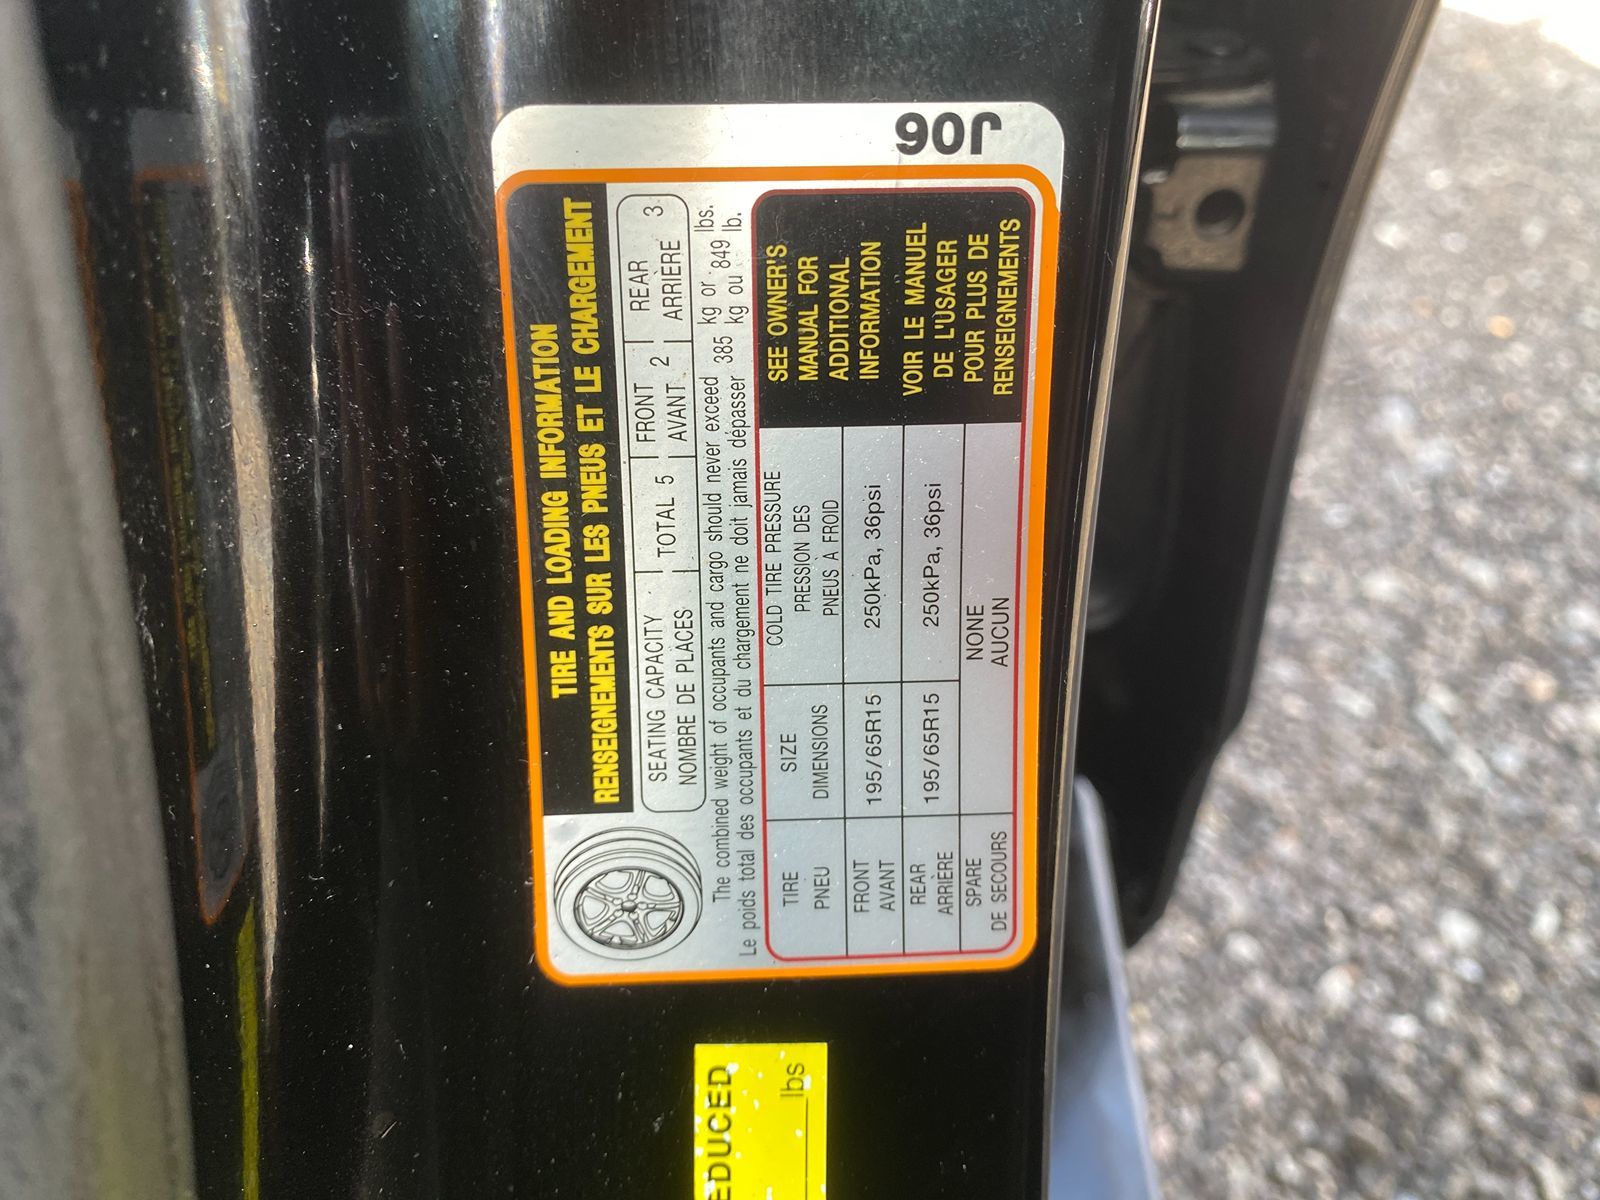 J06
TIRE AND LOADING INFORMATION
RENSEIGNEMENTS SUR LES PNEUS ET LE CHARGEMENT
SEATING CAPACITY TOTAL 5 FRONT 2 REAR 3
NOMBRE DE PLACES AVANT ARRIÈRE
The combined weight of occupants and cargo should never exceed 385 kg or 849 lbs.
Le poids total des occupants et du chargement ne doit jamais dépasser kg ou lb.
TIRE SIZE COLD TIRE PRESSURE
PNEU DIMENSIONS PRESSION DES
PNEUS À FROID
FRONT 195/65R15 250kPa, 36psi
AVANT
REAR 195/65R15 250kPa, 36psi
ARRIÈRE
SPARE NONE
DE SECOURS AUCUN
SEE OWNER'S
MANUAL FOR
ADDITIONAL
INFORMATION
VOIR LE MANUEL
DE L'USAGER
POUR PLUS DE
RENSEIGNEMENTS
EDUCED
lbs